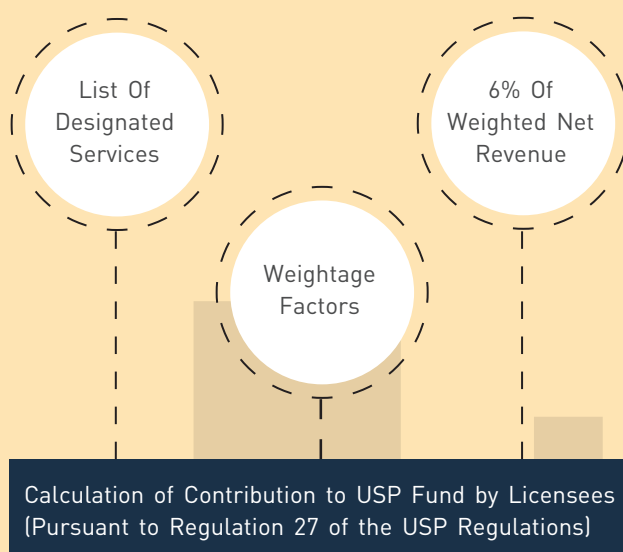 List Of
Designated
Services
6% Of
Weighted Net
Revenue
Weightage
Factors
Calculation of Contribution to USP Fund by Licensees
(Pursuant to Regulation 27 of the USP Regulations)